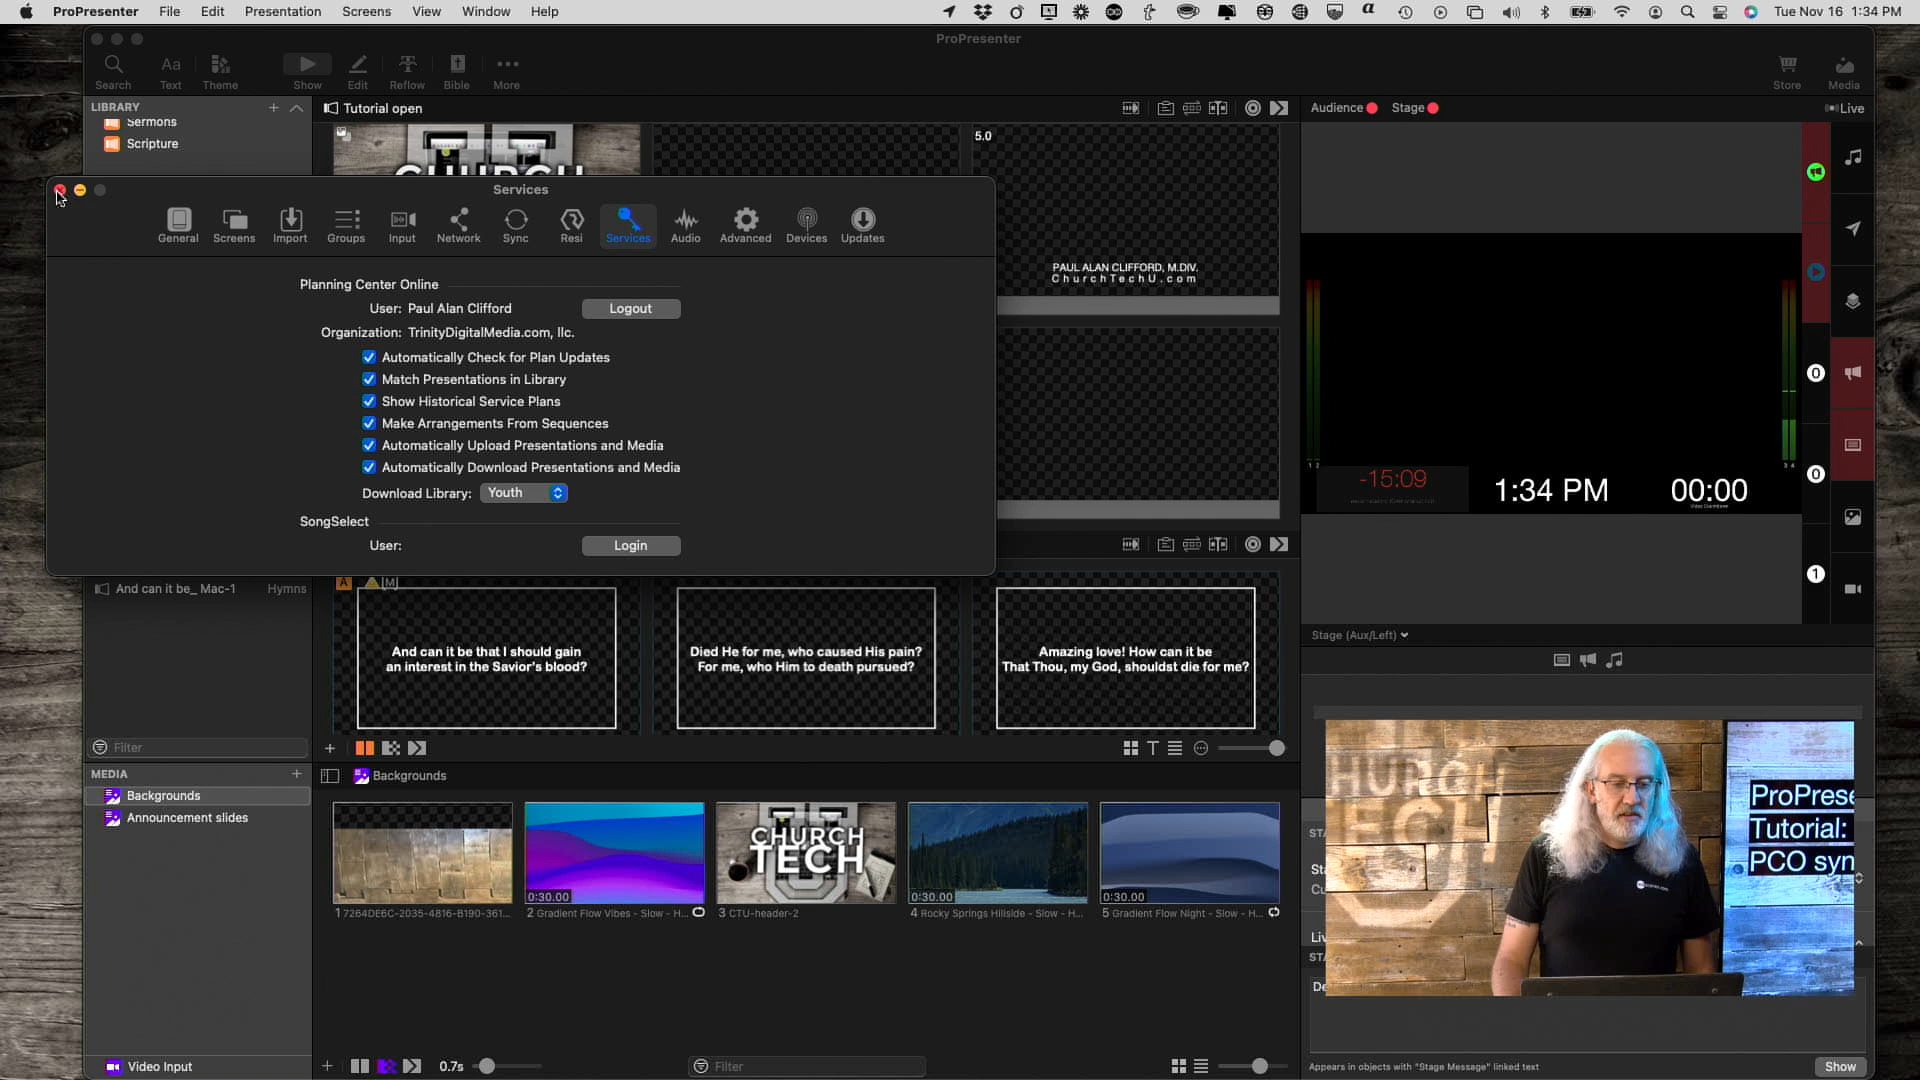 ProPresenter File Edit Presentation Screens View Window Help
Tue Nov 16 1:34 PM
ProPresenter
Search Text Theme Show Edit Reflow Bible More Store Media
LIBRARY
Sermons
Scripture
Tutorial open
Audience Stage Live
5.0
PAUL ALAN CLIFFORD, M.DIV.
ChurchTechU.com
Services
General Screens Import Groups Input Network Sync Resi Services Audio Advanced Devices Updates
Planning Center Online
User: Paul Alan Clifford Logout
Organization: TrinityDigitalMedia.com, llc.
Automatically Check for Plan Updates
Match Presentations in Library
Show Historical Service Plans
Make Arrangements From Sequences
Automatically Upload Presentations and Media
Automatically Download Presentations and Media
Download Library: Youth
SongSelect
User: Login
0
0
1
-15:09 1:34 PM 00:00
Video Countdown
Stage (Aux/Left)
And can it be_ Mac-1 Hymns
A [M]
And can it be that I should gain
an interest in the Savior's blood?
Died He for me, who caused His pain?
For me, who Him to death pursued?
Amazing love! How can it be
That Thou, my God, shouldst die for me?
Filter
MEDIA
Backgrounds
Announcement slides
Backgrounds
CHURCH
TECH
0:30.00 0:30.00 0:30.00
1 7264DE6C-2035-4816-B190-361...
2 Gradient Flow Vibes - Slow - H...
3 CTU-header-2
4 Rocky Springs Hillside - Slow - H...
5 Gradient Flow Night - Slow - H...
ProPrese
Tutorial:
PCO syn
Video Input
0.7s
Filter
Appears in objects with "Stage Message" linked text
Show